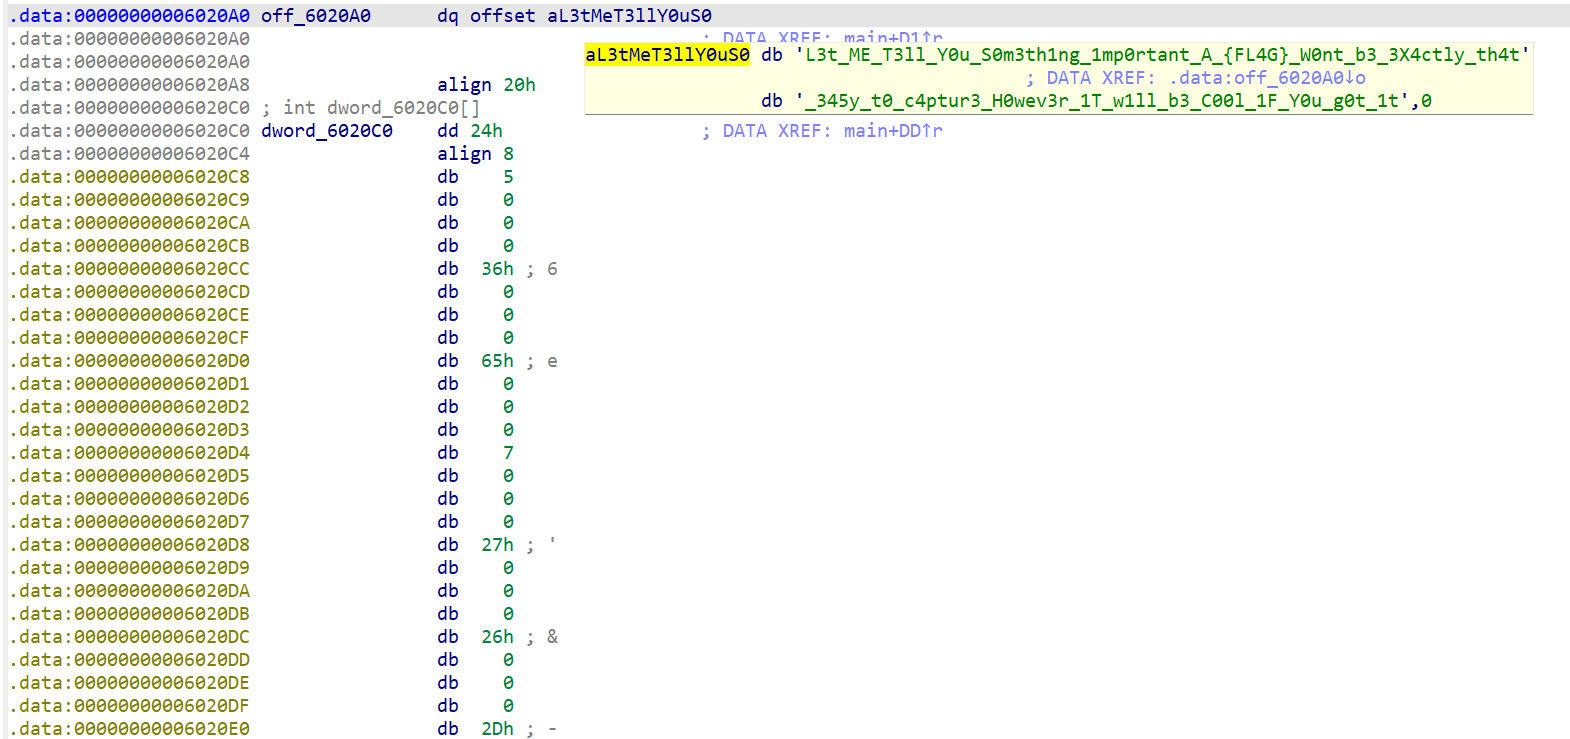 .data:00000000006020A0 off_6020A0 dq offset aL3tMeT3llY0uS0
.data:00000000006020A0 ; DATA XREF: main+D1↑r
aL3tMeT3llY0uS0 db 'L3t_ME_T3ll_Y0u_S0m3th1ng_1mp0rtant_A_{FL4G}_W0nt_b3_3X4ctly_th4t'
.data:00000000006020A0
; DATA XREF: .data:off_6020A0↓o
.data:00000000006020A8 align 20h
db '_345y_t0_c4ptur3_H0wev3r_1T_w1ll_b3_C00l_1F_Y0u_g0t_1t',0
.data:00000000006020C0 ; int dword_6020C0[]
.data:00000000006020C0 dword_6020C0 dd 24h ; DATA XREF: main+DD↑r
.data:00000000006020C4 align 8
.data:00000000006020C8 db 5
.data:00000000006020C9 db 0
.data:00000000006020CA db 0
.data:00000000006020CB db 0
.data:00000000006020CC db 36h ; 6
.data:00000000006020CD db 0
.data:00000000006020CE db 0
.data:00000000006020CF db 0
.data:00000000006020D0 db 65h ; e
.data:00000000006020D1 db 0
.data:00000000006020D2 db 0
.data:00000000006020D3 db 0
.data:00000000006020D4 db 7
.data:00000000006020D5 db 0
.data:00000000006020D6 db 0
.data:00000000006020D7 db 0
.data:00000000006020D8 db 27h ; '
.data:00000000006020D9 db 0
.data:00000000006020DA db 0
.data:00000000006020DB db 0
.data:00000000006020DC db 26h ; &
.data:00000000006020DD db 0
.data:00000000006020DE db 0
.data:00000000006020DF db 0
.data:00000000006020E0 db 2Dh ; -